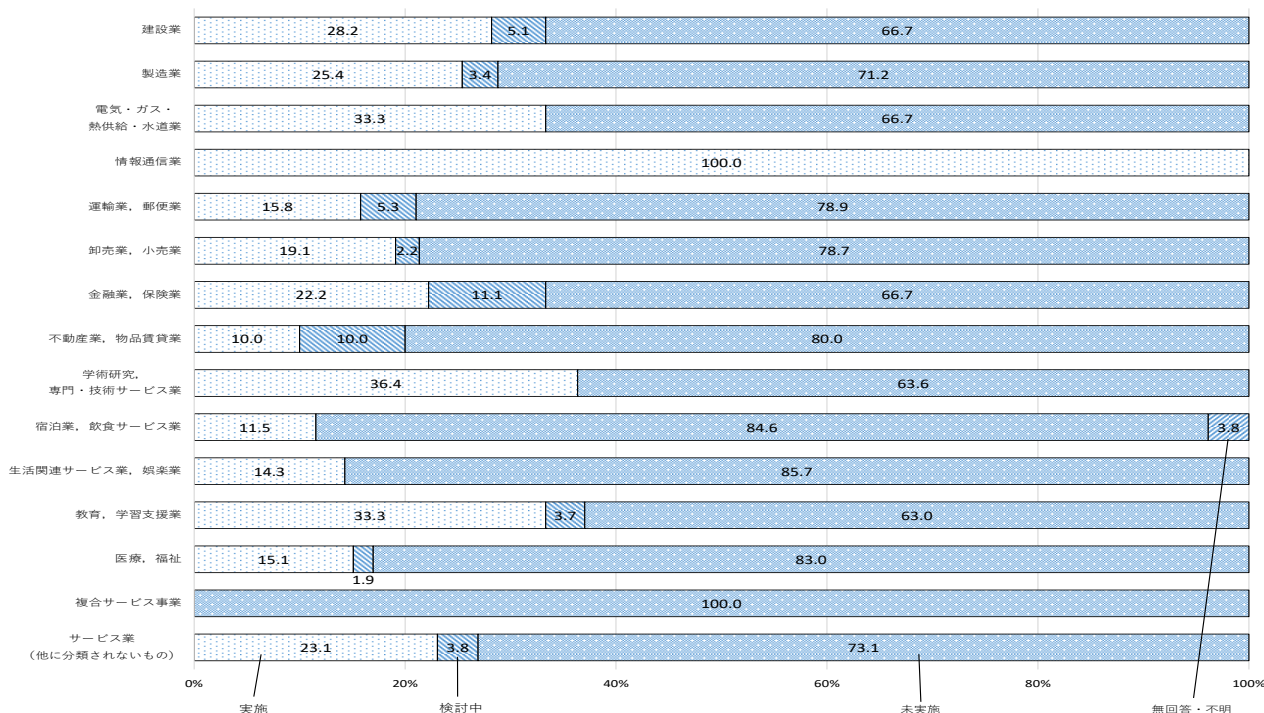 建設業
28.2 5.1 66.7
製造業
25.4 3.4 71.2
電気・ガス・
熱供給・水道業
33.3 66.7
情報通信業
100.0
運輸業，郵便業
15.8 5.3 78.9
卸売業，小売業
19.1 2.2 78.7
金融業，保険業
22.2 11.1 66.7
不動産業，物品賃貸業
10.0 10.0 80.0
学術研究，
専門・技術サービス業
36.4 63.6
宿泊業，飲食サービス業
11.5 84.6 3.8
生活関連サービス業，娯楽業
14.3 85.7
教育，学習支援業
33.3 3.7 63.0
医療，福祉
15.1 1.9 83.0
複合サービス事業
100.0
サービス業
（他に分類されないもの）
23.1 3.8 73.1
0% 20% 40% 60% 80% 100%
実施 検討中 未実施 無回答・不明